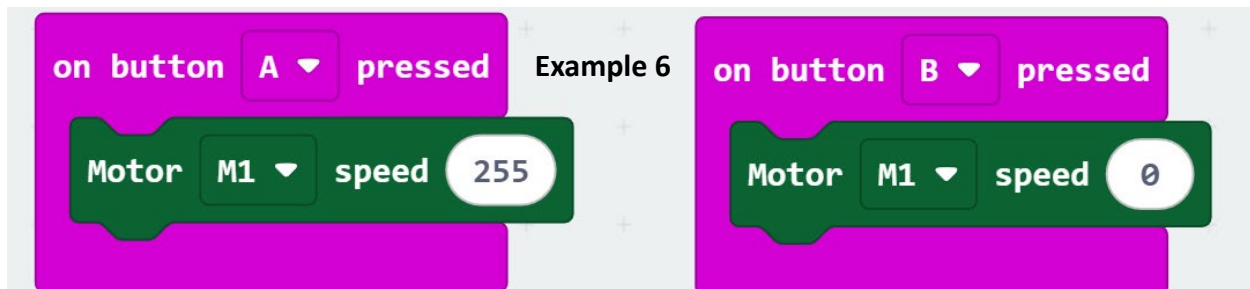 on button A pressed
Motor M1 speed 255
Example 6
on button B pressed
Motor M1 speed 0